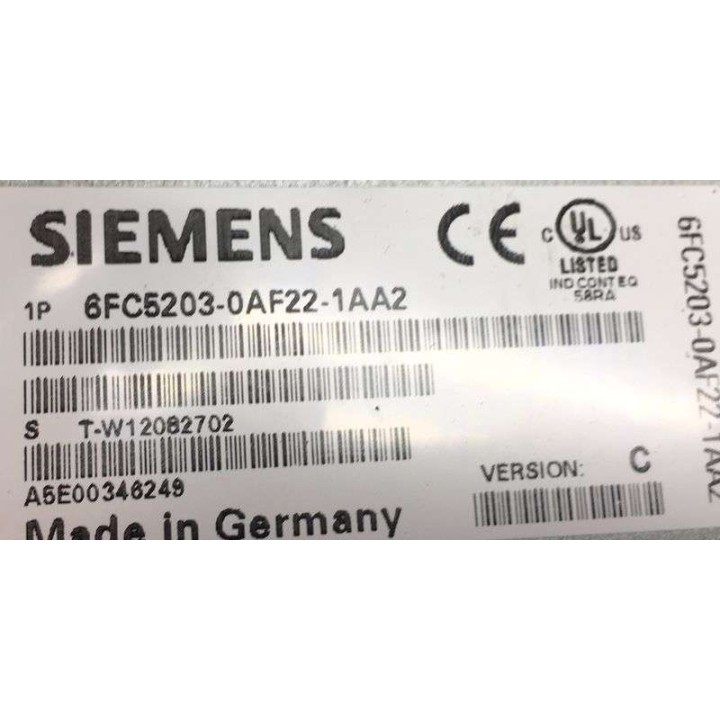 SIEMENS
CE
C UL US
LISTED
IND CONT EQ
58RA
1P 6FC5203-0AF22-1AA2
S T-W12082702
A5E00346249
VERSION: C
Made in Germany
6FC5203-0AF22-1AA2